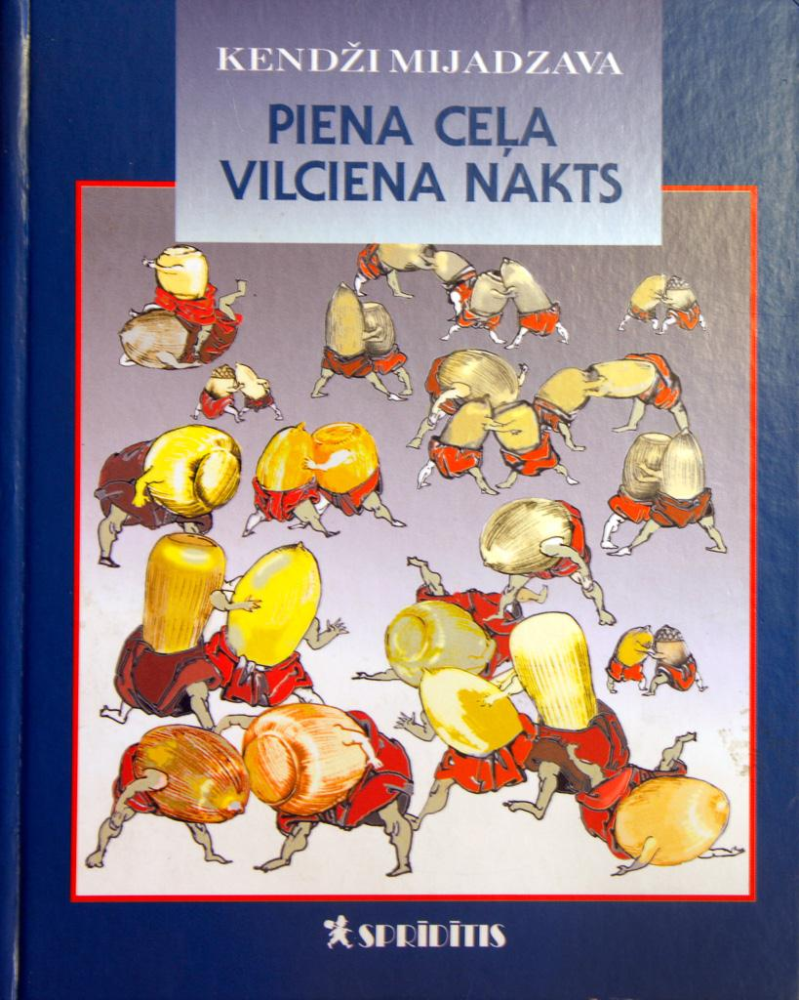 KENDŽI MIJADZAVA
PIENA CEĻA
VILCIENA NAKTS
SPRĪDĪTIS